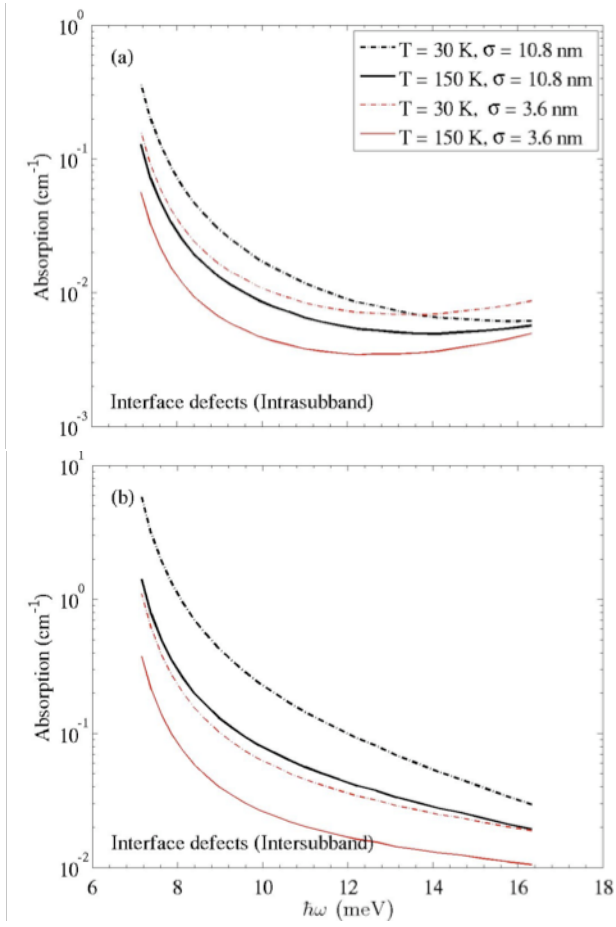 10^0
(a)
T = 30 K, σ = 10.8 nm
T = 150 K, σ = 10.8 nm
T = 30 K, σ = 3.6 nm
T = 150 K, σ = 3.6 nm
10^-1
Absorption (cm^-1)
10^-2
Interface defects (Intrasubband)
10^-3
10^1
(b)
10^0
Absorption (cm^-1)
10^-1
Interface defects (Intersubband)
10^-2
6 8 10 12 14 16 18
ħω (meV)